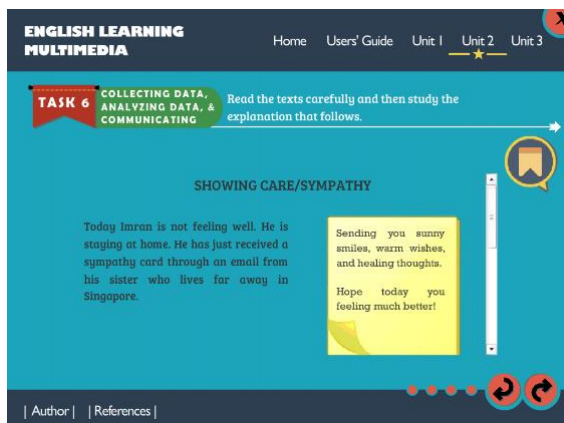 ENGLISH LEARNING
MULTIMEDIA
Home Users' Guide Unit 1 Unit 2 Unit 3
X
TASK 6
COLLECTING DATA,
ANALYZING DATA, &
COMMUNICATING
Read the texts carefully and then study the
explanation that follows.
SHOWING CARE/SYMPATHY
Today Imran is not feeling well. He is
staying at home. He has just received a
sympathy card through an email from
his sister who lives far away in
Singapore.
Sending you sunny
smiles, warm wishes,
and healing thoughts.
Hope today you
feeling much better!
| Author | | References |